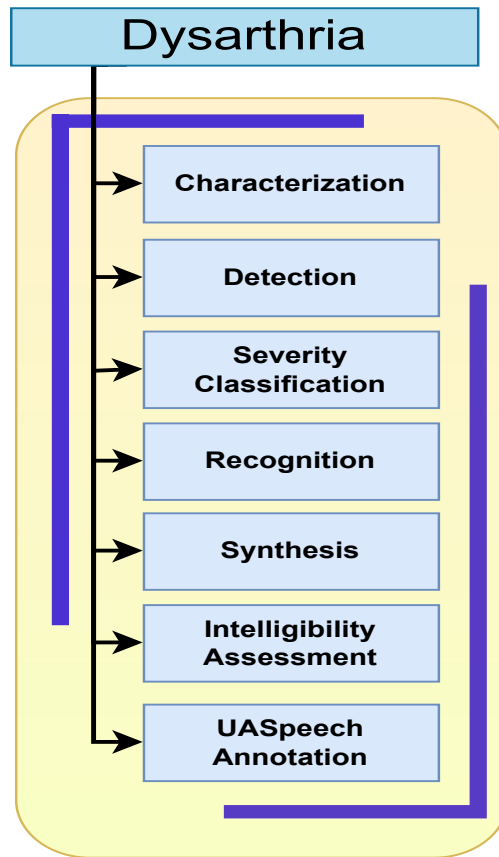 Dysarthria
Characterization
Detection
Severity
Classification
Recognition
Synthesis
Intelligibility
Assessment
UASpeech
Annotation